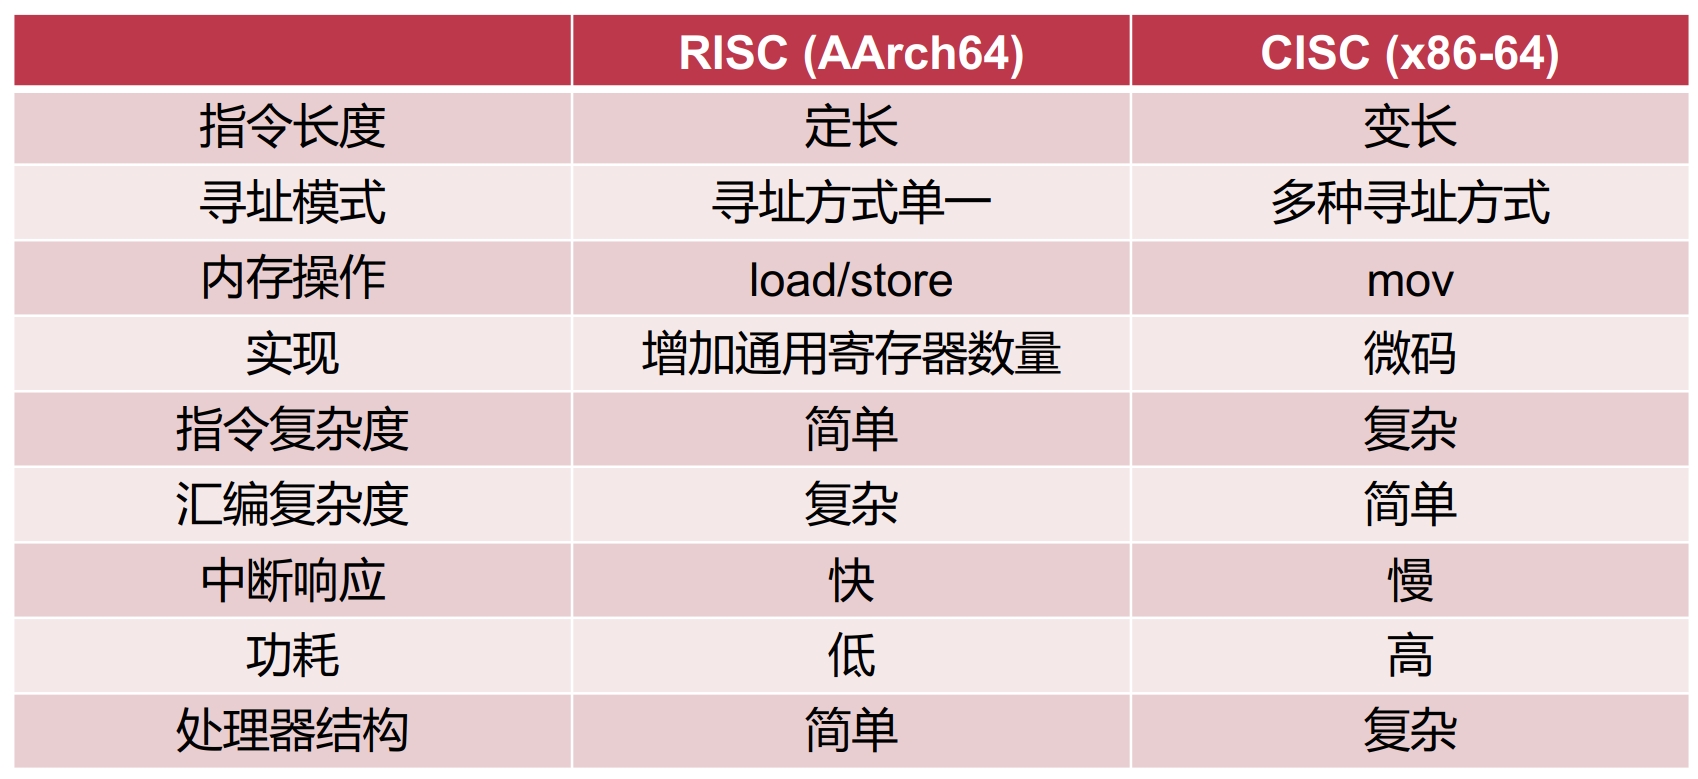 RISC (AArch64) CISC (x86-64)
指令长度 定长 变长
寻址模式 寻址方式单一 多种寻址方式
内存操作 load/store mov
实现 增加通用寄存器数量 微码
指令复杂度 简单 复杂
汇编复杂度 复杂 简单
中断响应 快 慢
功耗 低 高
处理器结构 简单 复杂